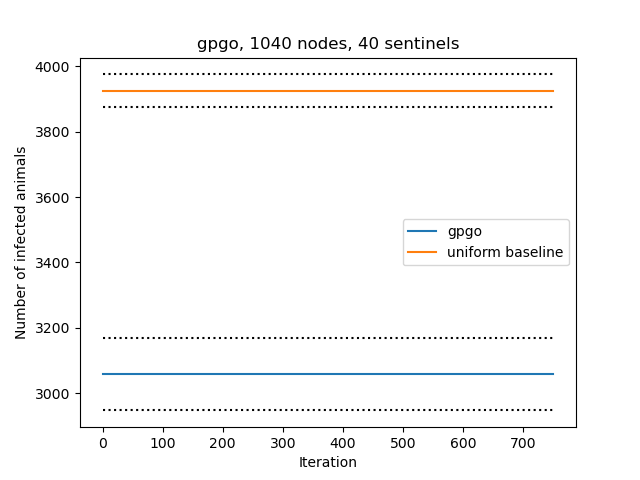 gpgo, 1040 nodes, 40 sentinels
4000
3800
3600
3400
3200
3000
Number of infected animals
gpgo
uniform baseline
0 100 200 300 400 500 600 700
Iteration